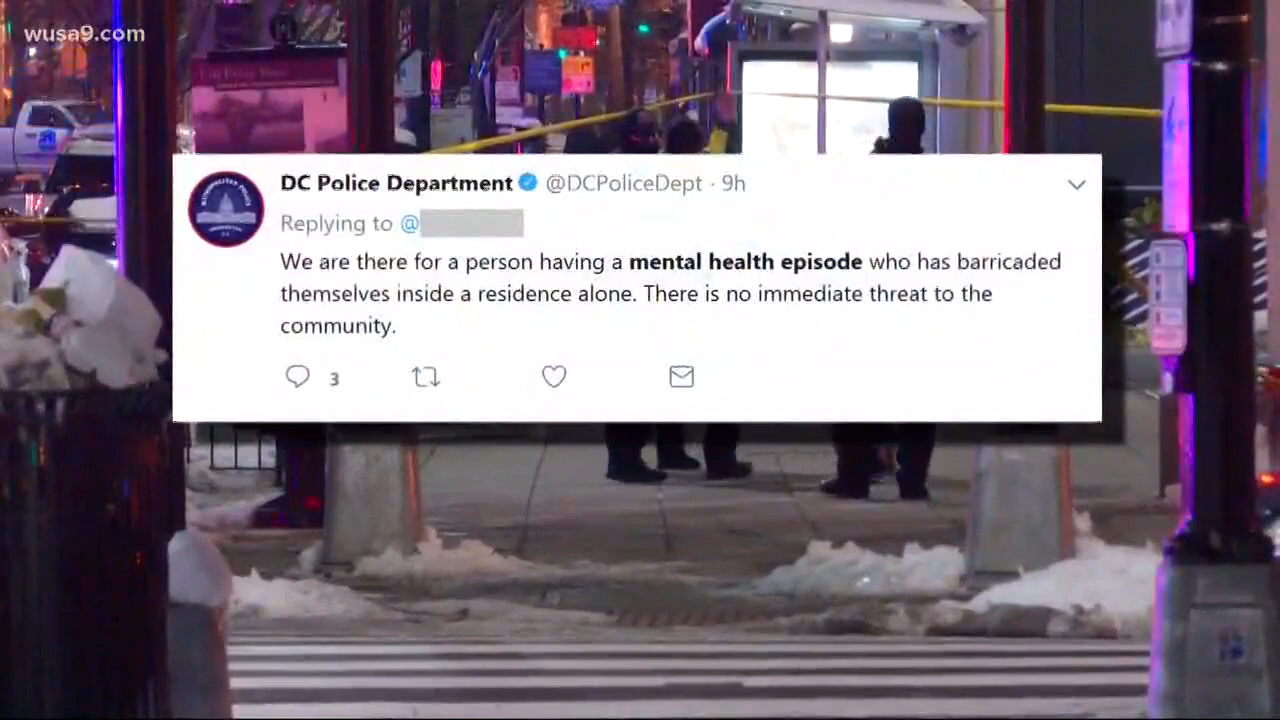 wusa9.com
DC Police Department @DCPoliceDept · 9h
Replying to @
We are there for a person having a mental health episode who has barricaded
themselves inside a residence alone. There is no immediate threat to the
community.
3